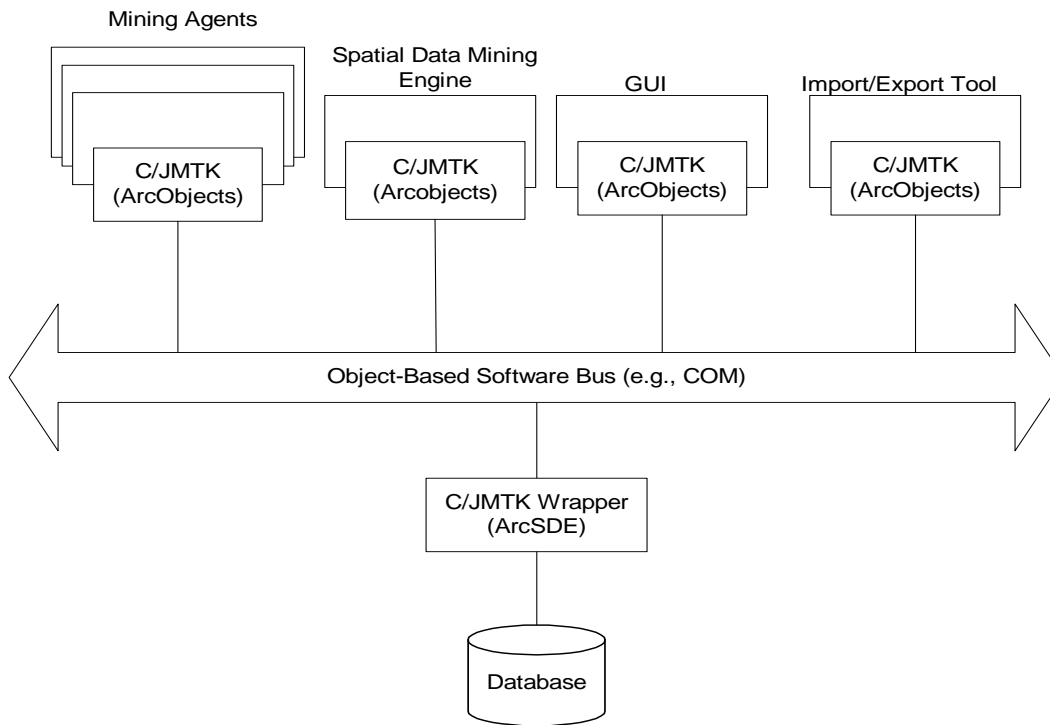 Mining Agents
Spatial Data Mining
Engine
GUI
Import/Export Tool
C/JMTK
(ArcObjects)
C/JMTK
(Arcobjects)
C/JMTK
(ArcObjects)
C/JMTK
(ArcObjects)
Object-Based Software Bus (e.g., COM)
C/JMTK Wrapper
(ArcSDE)
Database